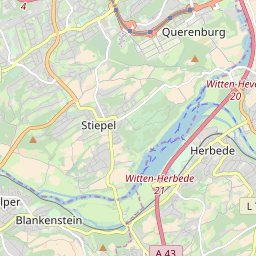 4
Querenburg
Witten-Heve
20
Stiepel
Herbede
Witten-Herbede
21
lper
L
Blankenstein
A 43